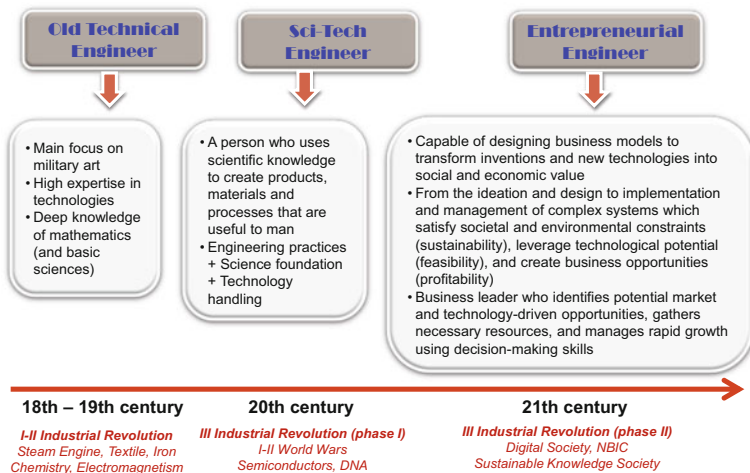 Old Technical
Engineer
Sci-Tech
Engineer
Entrepreneurial
Engineer
• Main focus on
military art
• High expertise in
technologies
• Deep knowledge
of mathematics
(and basic
sciences)
• A person who uses
scientific knowledge
to create products,
materials and
processes that are
useful to man
• Engineering practices
+ Science foundation
+ Technology
handling
• Capable of designing business models to
transform inventions and new technologies into
social and economic value
• From the ideation and design to implementation
and management of complex systems which
satisfy societal and environmental constraints
(sustainability), leverage technological potential
(feasibility), and create business opportunities
(profitability)
• Business leader who identifies potential market
and technology-driven opportunities, gathers
necessary resources, and manages rapid growth
using decision-making skills
18th – 19th century
I-II Industrial Revolution
Steam Engine, Textile, Iron
Chemistry, Electromagnetism
20th century
III Industrial Revolution (phase I)
I-II World Wars
Semiconductors, DNA
21th century
III Industrial Revolution (phase II)
Digital Society, NBIC
Sustainable Knowledge Society